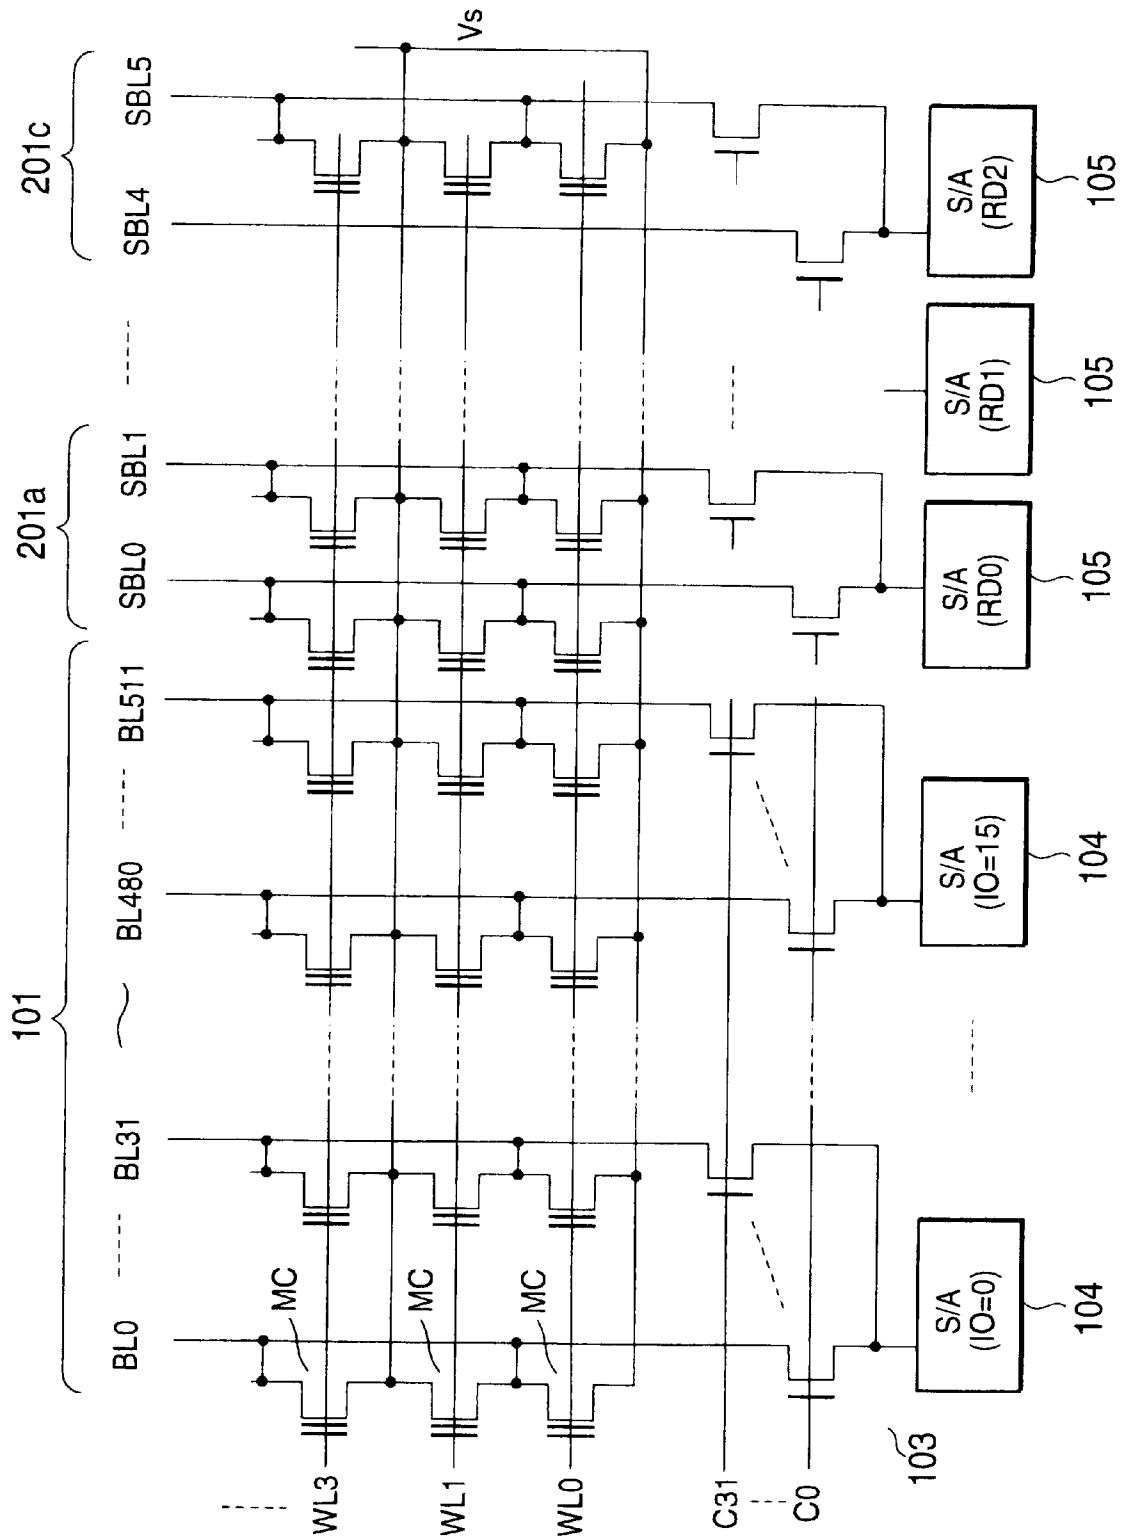 101
201a
201c
BL0
BL31
BL480
BL511
SBL0
SBL1
SBL4
SBL5
Vs
MC
MC
MC
WL3
WL1
WL0
C31
C0
103
S/A
(IO=0)
S/A
(IO=15)
S/A
(RD0)
S/A
(RD1)
S/A
(RD2)
104
104
105
105
105